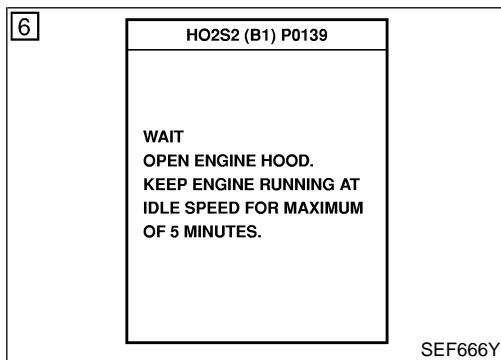 6
HO2S2 (B1) P0139
WAIT
OPEN ENGINE HOOD.
KEEP ENGINE RUNNING AT
IDLE SPEED FOR MAXIMUM
OF 5 MINUTES.
SEF666Y